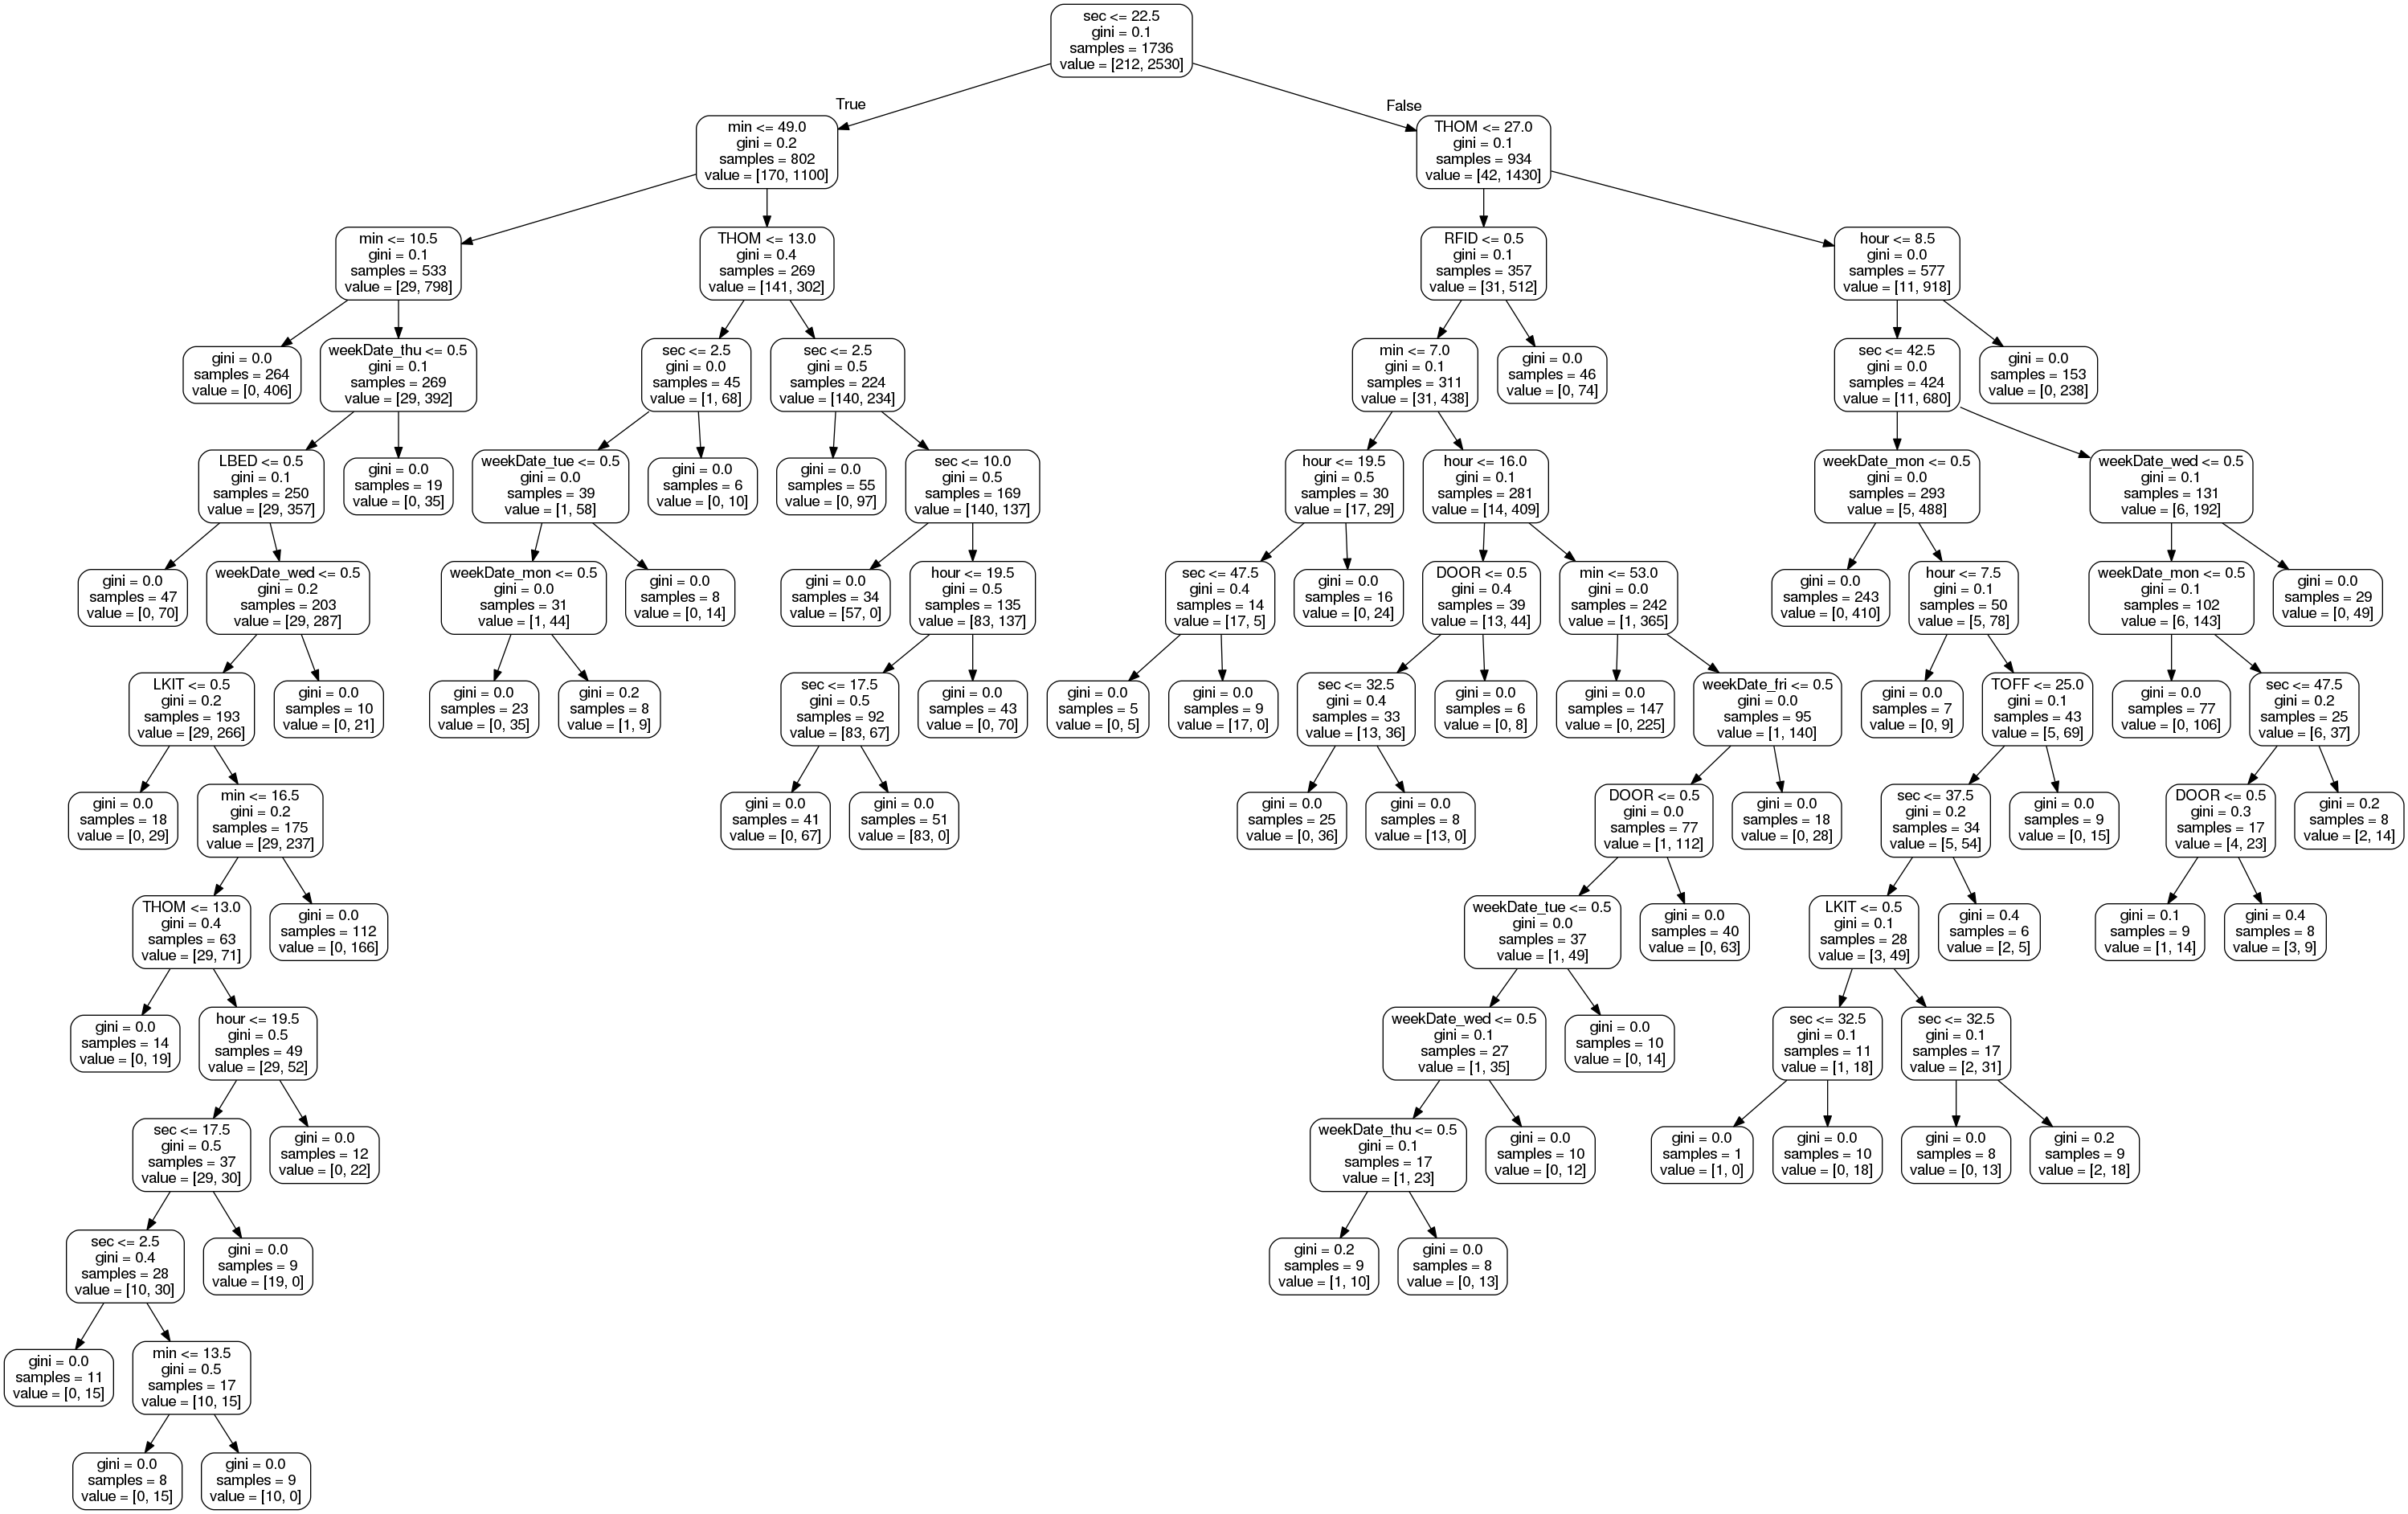 sec <= 22.5
gini = 0.1
samples = 1736
value = [212, 2530]
True
False
min <= 49.0
gini = 0.2
samples = 802
value = [170, 1100]
THOM <= 27.0
gini = 0.1
samples = 934
value = [42, 1430]
min <= 10.5
gini = 0.1
samples = 533
value = [29, 798]
THOM <= 13.0
gini = 0.4
samples = 269
value = [141, 302]
RFID <= 0.5
gini = 0.1
samples = 357
value = [31, 512]
hour <= 8.5
gini = 0.0
samples = 577
value = [11, 918]
gini = 0.0
samples = 264
value = [0, 406]
weekDate_thu <= 0.5
gini = 0.1
samples = 269
value = [29, 392]
sec <= 2.5
gini = 0.0
samples = 45
value = [1, 68]
sec <= 2.5
gini = 0.5
samples = 224
value = [140, 234]
min <= 7.0
gini = 0.1
samples = 311
value = [31, 438]
gini = 0.0
samples = 46
value = [0, 74]
sec <= 42.5
gini = 0.0
samples = 424
value = [11, 680]
gini = 0.0
samples = 153
value = [0, 238]
LBED <= 0.5
gini = 0.1
samples = 250
value = [29, 357]
gini = 0.0
samples = 19
value = [0, 35]
weekDate_tue <= 0.5
gini = 0.0
samples = 39
value = [1, 58]
gini = 0.0
samples = 6
value = [0, 10]
gini = 0.0
samples = 55
value = [0, 97]
sec <= 10.0
gini = 0.5
samples = 169
value = [140, 137]
hour <= 19.5
gini = 0.5
samples = 30
value = [17, 29]
hour <= 16.0
gini = 0.1
samples = 281
value = [14, 409]
weekDate_mon <= 0.5
gini = 0.0
samples = 293
value = [5, 488]
weekDate_wed <= 0.5
gini = 0.1
samples = 131
value = [6, 192]
gini = 0.0
samples = 47
value = [0, 70]
weekDate_wed <= 0.5
gini = 0.2
samples = 203
value = [29, 287]
weekDate_mon <= 0.5
gini = 0.0
samples = 31
value = [1, 44]
gini = 0.0
samples = 8
value = [0, 14]
gini = 0.0
samples = 34
value = [57, 0]
hour <= 19.5
gini = 0.5
samples = 135
value = [83, 137]
sec <= 47.5
gini = 0.4
samples = 14
value = [17, 5]
gini = 0.0
samples = 16
value = [0, 24]
DOOR <= 0.5
gini = 0.4
samples = 39
value = [13, 44]
min <= 53.0
gini = 0.0
samples = 242
value = [1, 365]
gini = 0.0
samples = 243
value = [0, 410]
hour <= 7.5
gini = 0.1
samples = 50
value = [5, 78]
weekDate_mon <= 0.5
gini = 0.1
samples = 102
value = [6, 143]
gini = 0.0
samples = 29
value = [0, 49]
LKIT <= 0.5
gini = 0.2
samples = 193
value = [29, 266]
gini = 0.0
samples = 10
value = [0, 21]
gini = 0.0
samples = 23
value = [0, 35]
gini = 0.2
samples = 8
value = [1, 9]
sec <= 17.5
gini = 0.5
samples = 92
value = [83, 67]
gini = 0.0
samples = 43
value = [0, 70]
gini = 0.0
samples = 5
value = [0, 5]
gini = 0.0
samples = 9
value = [17, 0]
sec <= 32.5
gini = 0.4
samples = 33
value = [13, 36]
gini = 0.0
samples = 6
value = [0, 8]
gini = 0.0
samples = 147
value = [0, 225]
weekDate_fri <= 0.5
gini = 0.0
samples = 95
value = [1, 140]
gini = 0.0
samples = 7
value = [0, 9]
TOFF <= 25.0
gini = 0.1
samples = 43
value = [5, 69]
gini = 0.0
samples = 77
value = [0, 106]
sec <= 47.5
gini = 0.2
samples = 25
value = [6, 37]
gini = 0.0
samples = 18
value = [0, 29]
min <= 16.5
gini = 0.2
samples = 175
value = [29, 237]
gini = 0.0
samples = 41
value = [0, 67]
gini = 0.0
samples = 51
value = [83, 0]
gini = 0.0
samples = 25
value = [0, 36]
gini = 0.0
samples = 8
value = [13, 0]
DOOR <= 0.5
gini = 0.0
samples = 77
value = [1, 112]
gini = 0.0
samples = 18
value = [0, 28]
sec <= 37.5
gini = 0.2
samples = 34
value = [5, 54]
gini = 0.0
samples = 9
value = [0, 15]
DOOR <= 0.5
gini = 0.3
samples = 17
value = [4, 23]
gini = 0.2
samples = 8
value = [2, 14]
THOM <= 13.0
gini = 0.4
samples = 63
value = [29, 71]
gini = 0.0
samples = 112
value = [0, 166]
weekDate_tue <= 0.5
gini = 0.0
samples = 37
value = [1, 49]
gini = 0.0
samples = 40
value = [0, 63]
LKIT <= 0.5
gini = 0.1
samples = 28
value = [3, 49]
gini = 0.4
samples = 6
value = [2, 5]
gini = 0.1
samples = 9
value = [1, 14]
gini = 0.4
samples = 8
value = [3, 9]
gini = 0.0
samples = 14
value = [0, 19]
hour <= 19.5
gini = 0.5
samples = 49
value = [29, 52]
weekDate_wed <= 0.5
gini = 0.1
samples = 27
value = [1, 35]
gini = 0.0
samples = 10
value = [0, 14]
sec <= 32.5
gini = 0.1
samples = 11
value = [1, 18]
sec <= 32.5
gini = 0.1
samples = 17
value = [2, 31]
sec <= 17.5
gini = 0.5
samples = 37
value = [29, 30]
gini = 0.0
samples = 12
value = [0, 22]
weekDate_thu <= 0.5
gini = 0.1
samples = 17
value = [1, 23]
gini = 0.0
samples = 10
value = [0, 12]
gini = 0.0
samples = 1
value = [1, 0]
gini = 0.0
samples = 10
value = [0, 18]
gini = 0.0
samples = 8
value = [0, 13]
gini = 0.2
samples = 9
value = [2, 18]
sec <= 2.5
gini = 0.4
samples = 28
value = [10, 30]
gini = 0.0
samples = 9
value = [19, 0]
gini = 0.2
samples = 9
value = [1, 10]
gini = 0.0
samples = 8
value = [0, 13]
gini = 0.0
samples = 11
value = [0, 15]
min <= 13.5
gini = 0.5
samples = 17
value = [10, 15]
gini = 0.0
samples = 8
value = [0, 15]
gini = 0.0
samples = 9
value = [10, 0]